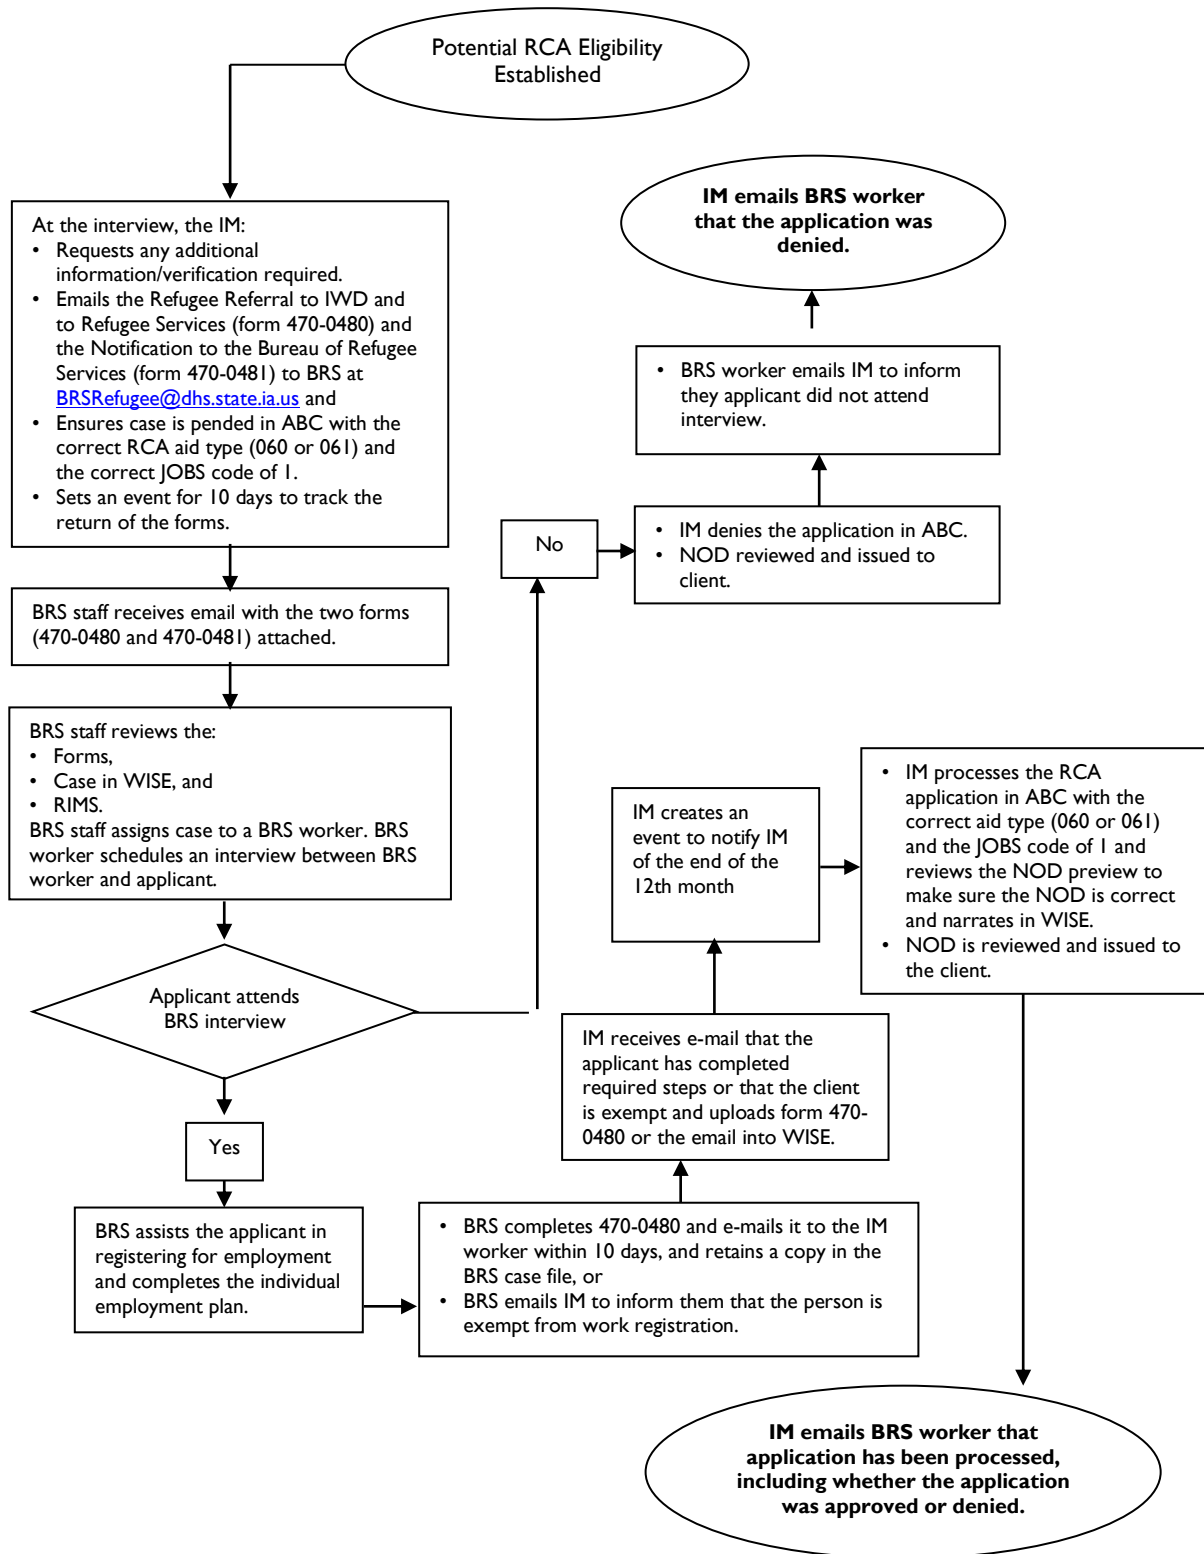 Potential RCA Eligibility
Established
At the interview, the IM:
• Requests any additional
information/verification required.
• Emails the Refugee Referral to IWD and
to Refugee Services (form 470-0480) and
the Notification to the Bureau of Refugee
Services (form 470-0481) to BRS at
BRSRefugee@dhs.state.ia.us and
• Ensures case is pended in ABC with the
correct RCA aid type (060 or 061) and
the correct JOBS code of 1.
• Sets an event for 10 days to track the
return of the forms.
BRS staff receives email with the two forms
(470-0480 and 470-0481) attached.
BRS staff reviews the:
• Forms,
• Case in WISE, and
• RIMS.
BRS staff assigns case to a BRS worker. BRS
worker schedules an interview between BRS
worker and applicant.
Applicant attends
BRS interview
No
• IM denies the application in ABC.
• NOD reviewed and issued to
client.
• BRS worker emails IM to inform
they applicant did not attend
interview.
IM emails BRS worker
that the application was
denied.
Yes
BRS assists the applicant in
registering for employment
and completes the individual
employment plan.
• BRS completes 470-0480 and e-mails it to the IM
worker within 10 days, and retains a copy in the
BRS case file, or
• BRS emails IM to inform them that the person is
exempt from work registration.
IM receives e-mail that the
applicant has completed
required steps or that the client
is exempt and uploads form 470-
0480 or the email into WISE.
IM creates an
event to notify IM
of the end of the
12th month
• IM processes the RCA
application in ABC with the
correct aid type (060 or 061)
and the JOBS code of 1 and
reviews the NOD preview to
make sure the NOD is correct
and narrates in WISE.
• NOD is reviewed and issued to
the client.
IM emails BRS worker that
application has been processed,
including whether the application
was approved or denied.